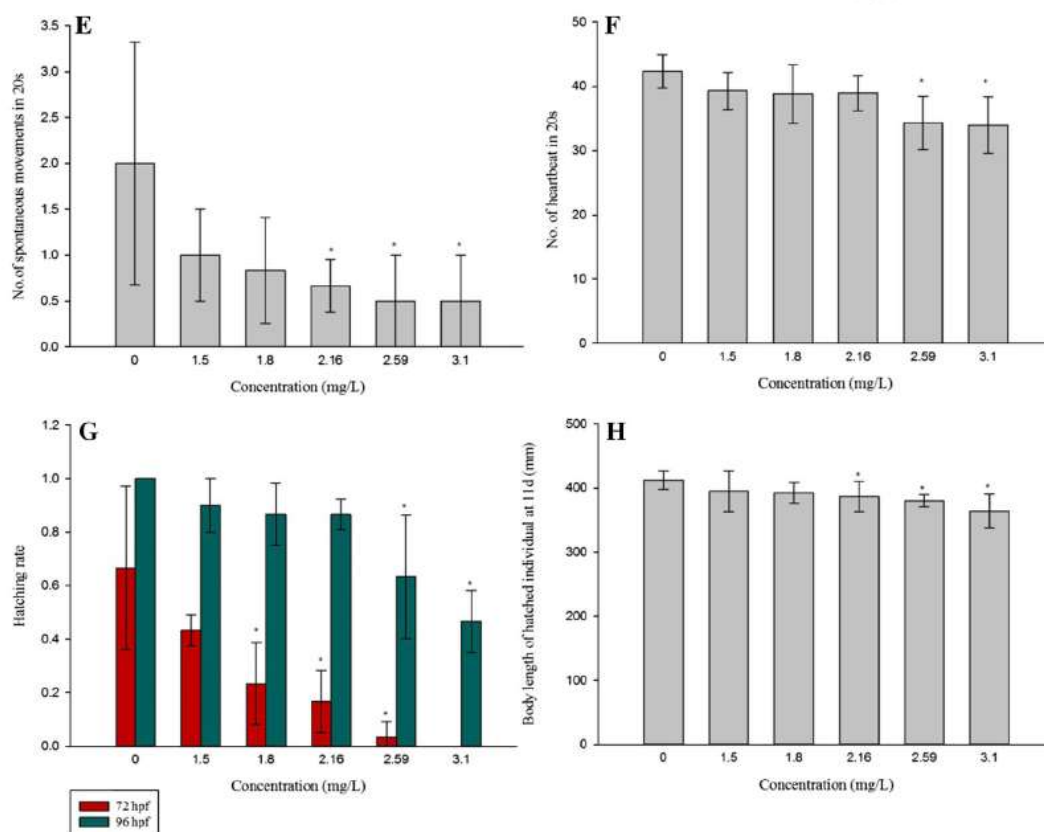 E
No.of spontaneous movements in 20s
3.5
3.0
2.5
2.0
1.5
1.0
0.5
0.0
* * *
0 1.5 1.8 2.16 2.59 3.1
Concentration (mg/L)
F
No. of heartbeat in 20s
50
40
30
20
10
0
* *
0 1.5 1.8 2.16 2.59 3.1
Concentration (mg/L)
G
Hatching rate
1.2
1.0
0.8
0.6
0.4
0.2
0.0
* * * * *
0 1.5 1.8 2.16 2.59 3.1
Concentration (mg/L)
72 hpf
96 hpf
H
Body length of hatched individual at 11d (mm)
500
400
300
200
100
0
* * *
0 1.5 1.8 2.16 2.59 3.1
Concentration (mg/L)